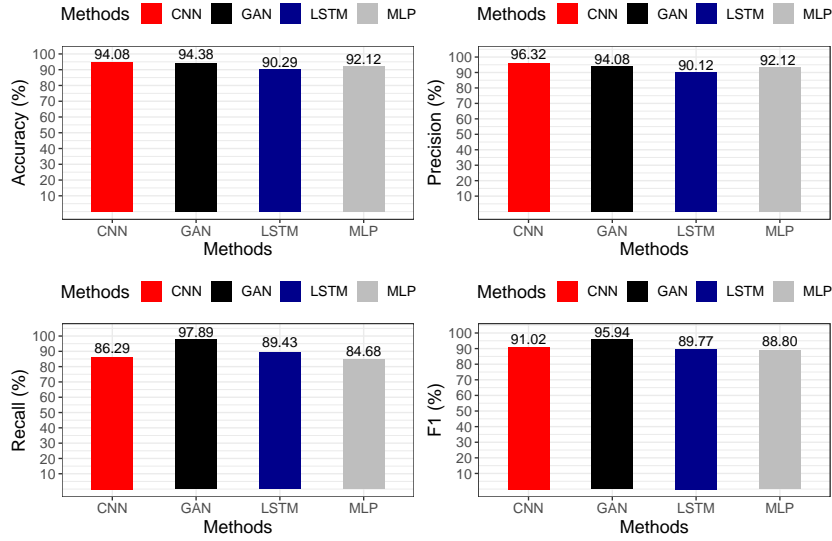 Methods CNN GAN LSTM MLP
100
90
80
70
60
50
40
30
20
10
Accuracy (%)
94.08 94.38 90.29 92.12
CNN GAN LSTM MLP
Methods
Methods CNN GAN LSTM MLP
100
90
80
70
60
50
40
30
20
10
Precision (%)
96.32 94.08 90.12 92.12
CNN GAN LSTM MLP
Methods
Methods CNN GAN LSTM MLP
100
90
80
70
60
50
40
30
20
10
Recall (%)
86.29 97.89 89.43 84.68
CNN GAN LSTM MLP
Methods
Methods CNN GAN LSTM MLP
100
90
80
70
60
50
40
30
20
10
F1 (%)
91.02 95.94 89.77 88.80
CNN GAN LSTM MLP
Methods